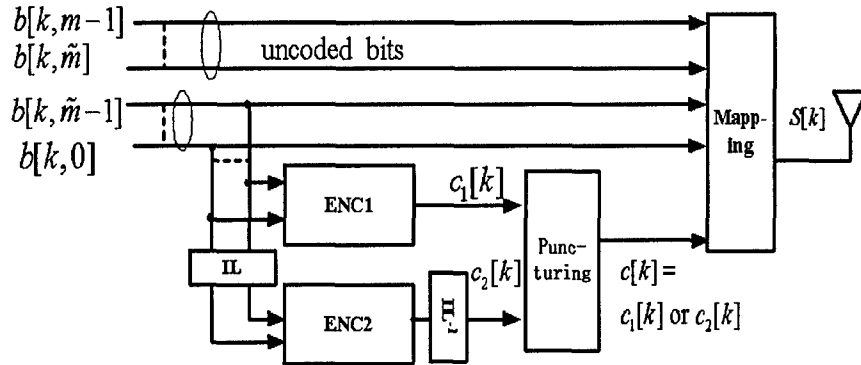 b[k,m-1]
uncoded bits
b[k,m̃]
b[k,m̃-1]
b[k,0]
Mapp-
ing
S[k]
ENC1
c₁[k]
Punc-
turing
IL
c₂[k]
ENC2
IL⁻¹
c[k] =
c₁[k] or c₂[k]